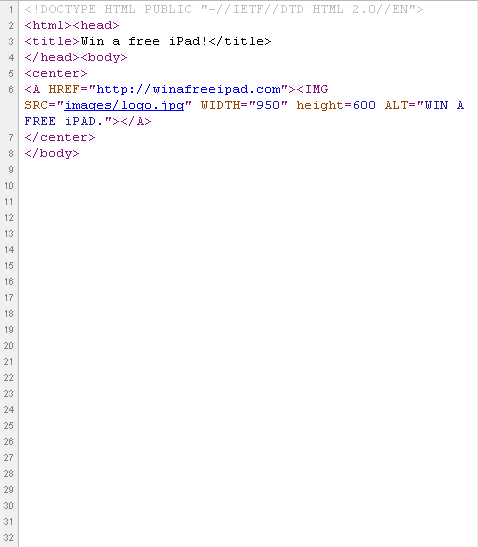 1 <!DOCTYPE HTML PUBLIC "-//IETF//DTD HTML 2.0//EN">
2 <html><head>
3 <title>Win a free iPad!</title>
4 </head><body>
5 <center>
6 <A HREF="http://winafreeipad.com"><IMG
SRC="images/logo.jpg" WIDTH="950" height=600 ALT="WIN A
FREE iPAD."></A>
7 </center>
8 </body>
9
10
11
12
13
14
15
16
17
18
19
20
21
22
23
24
25
26
27
28
29
30
31
32